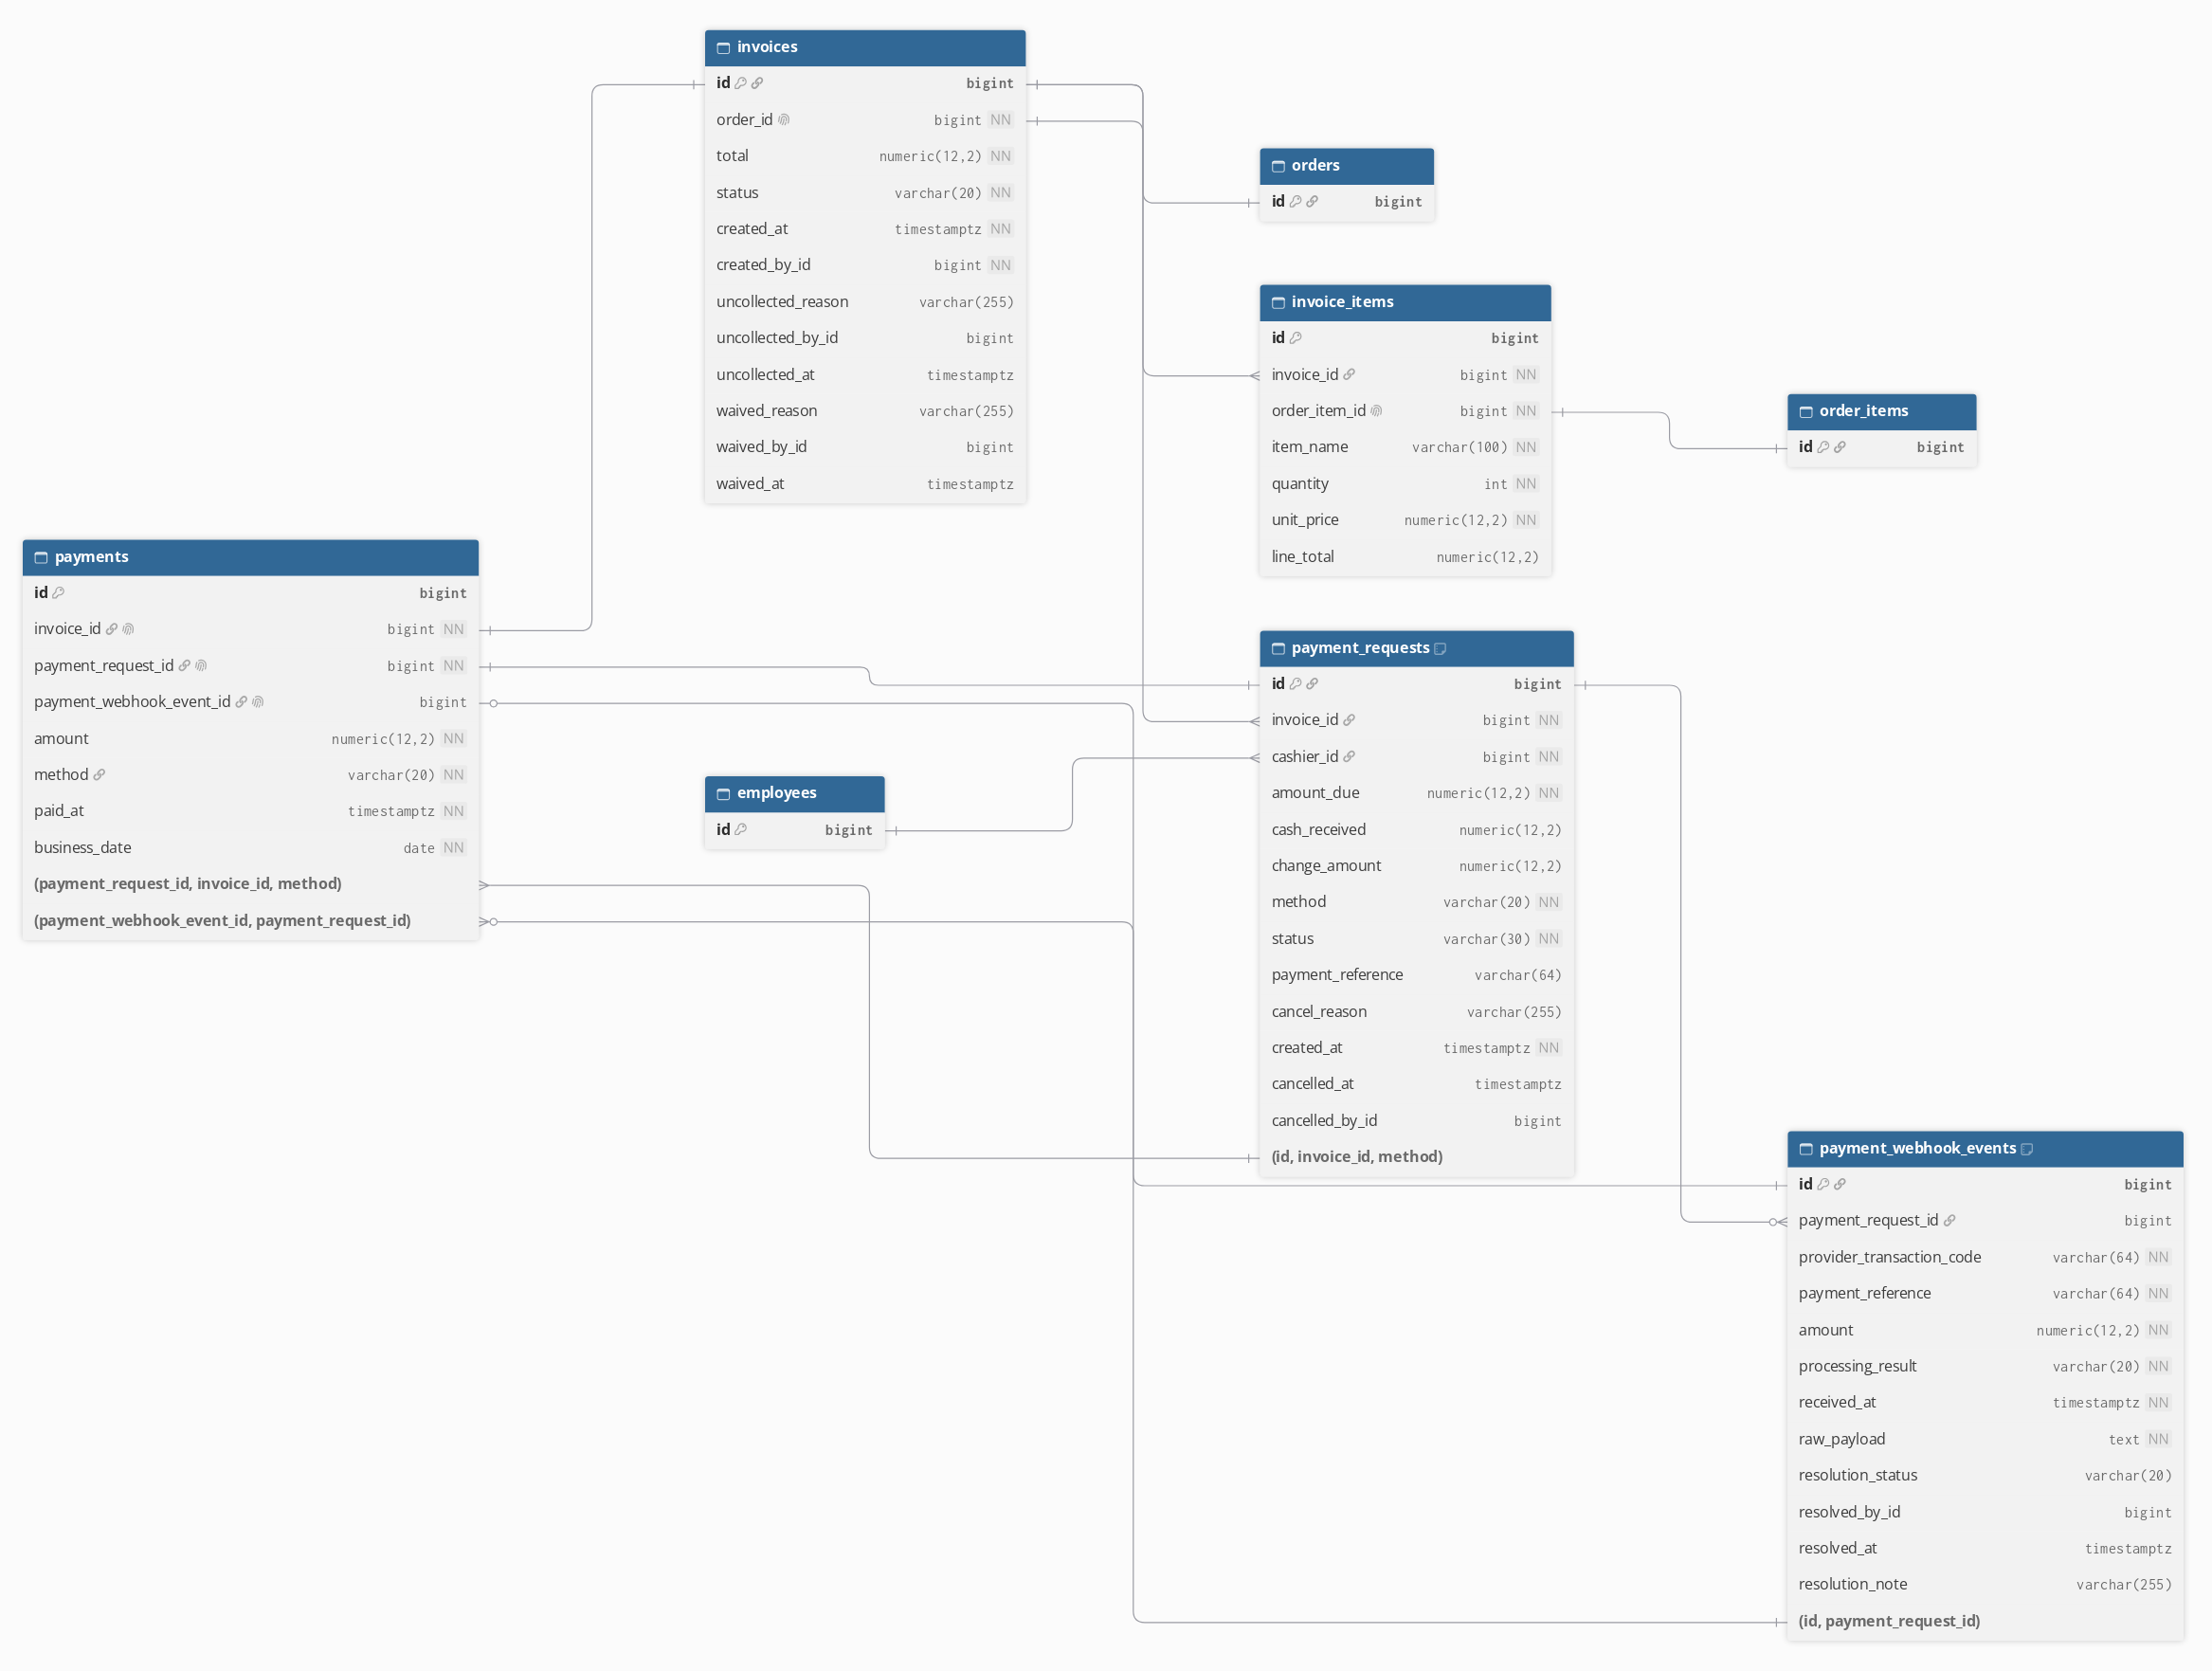 invoices
id bigint
order_id bigint NN
total numeric(12,2) NN
status varchar(20) NN
created_at timestamptz NN
created_by_id bigint NN
uncollected_reason varchar(255)
uncollected_by_id bigint
uncollected_at timestamptz
waived_reason varchar(255)
waived_by_id bigint
waived_at timestamptz
orders
id bigint
invoice_items
id bigint
invoice_id bigint NN
order_item_id bigint NN
item_name varchar(100) NN
quantity int NN
unit_price numeric(12,2) NN
line_total numeric(12,2)
order_items
id bigint
payments
id bigint
invoice_id bigint NN
payment_request_id bigint NN
payment_webhook_event_id bigint
amount numeric(12,2) NN
method varchar(20) NN
paid_at timestamptz NN
business_date date NN
(payment_request_id, invoice_id, method)
(payment_webhook_event_id, payment_request_id)
employees
id bigint
payment_requests
id bigint
invoice_id bigint NN
cashier_id bigint NN
amount_due numeric(12,2) NN
cash_received numeric(12,2)
change_amount numeric(12,2)
method varchar(20) NN
status varchar(30) NN
payment_reference varchar(64)
cancel_reason varchar(255)
created_at timestamptz NN
cancelled_at timestamptz
cancelled_by_id bigint
(id, invoice_id, method)
payment_webhook_events
id bigint
payment_request_id bigint
provider_transaction_code varchar(64) NN
payment_reference varchar(64) NN
amount numeric(12,2) NN
processing_result varchar(20) NN
received_at timestamptz NN
raw_payload text NN
resolution_status varchar(20)
resolved_by_id bigint
resolved_at timestamptz
resolution_note varchar(255)
(id, payment_request_id)